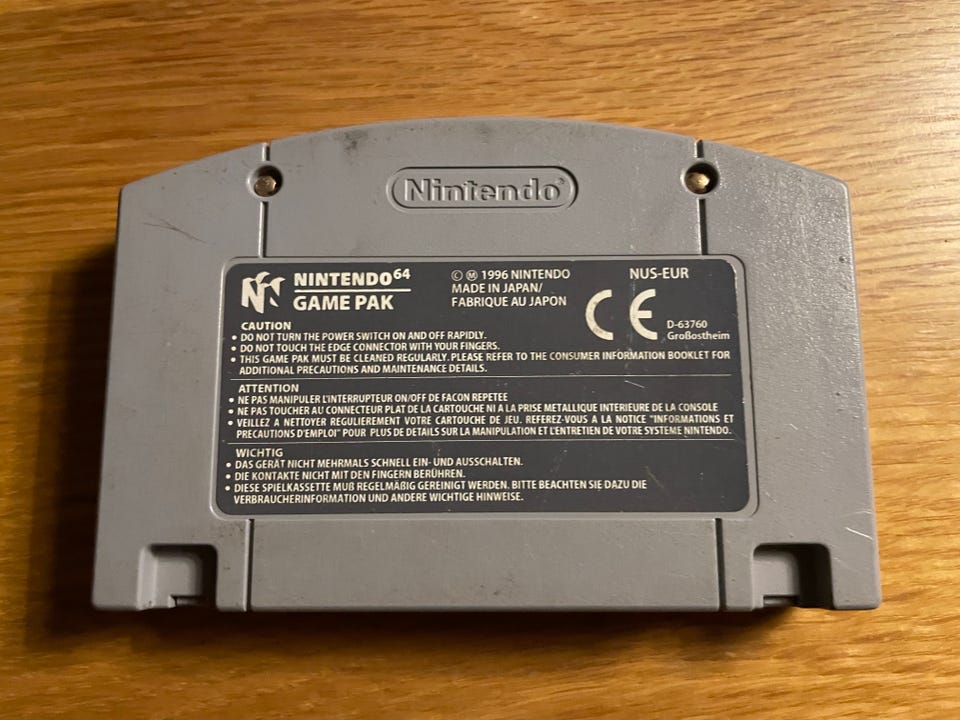 Nintendo®
NINTENDO 64
GAME PAK
© Ⓜ 1996 NINTENDO
MADE IN JAPAN/
FABRIQUE AU JAPON
NUS-EUR
CE
D-63760
Großostheim
CAUTION
• DO NOT TURN THE POWER SWITCH ON AND OFF RAPIDLY.
• DO NOT TOUCH THE EDGE CONNECTOR WITH YOUR FINGERS.
• THIS GAME PAK MUST BE CLEANED REGULARLY. PLEASE REFER TO THE CONSUMER INFORMATION BOOKLET FOR
ADDITIONAL PRECAUTIONS AND MAINTENANCE DETAILS.
ATTENTION
• NE PAS MANIPULER L'INTERRUPTEUR ON/OFF DE FACON REPETEE
• NE PAS TOUCHER AU CONNECTEUR PLAT DE LA CARTOUCHE NI A LA PRISE METALLIQUE INTERIEURE DE LA CONSOLE
• VEILLEZ A NETTOYER REGULIEREMENT VOTRE CARTOUCHE DE JEU. REFEREZ-VOUS A LA NOTICE "INFORMATIONS ET
PRECAUTIONS D'EMPLOI" POUR PLUS DE DETAILS SUR LA MANIPULATION ET L'ENTRETIEN DE VOTRE SYSTEME NINTENDO.
WICHTIG
• DAS GERÄT NICHT MEHRMALS SCHNELL EIN- UND AUSSCHALTEN.
• DIE KONTAKTE NICHT MIT DEN FINGERN BERÜHREN.
• DIESE SPIELKASSETTE MUß REGELMÄßIG GEREINIGT WERDEN. BITTE BEACHTEN SIE DAZU DIE
VERBRAUCHERINFORMATION UND ANDERE WICHTIGE HINWEISE.